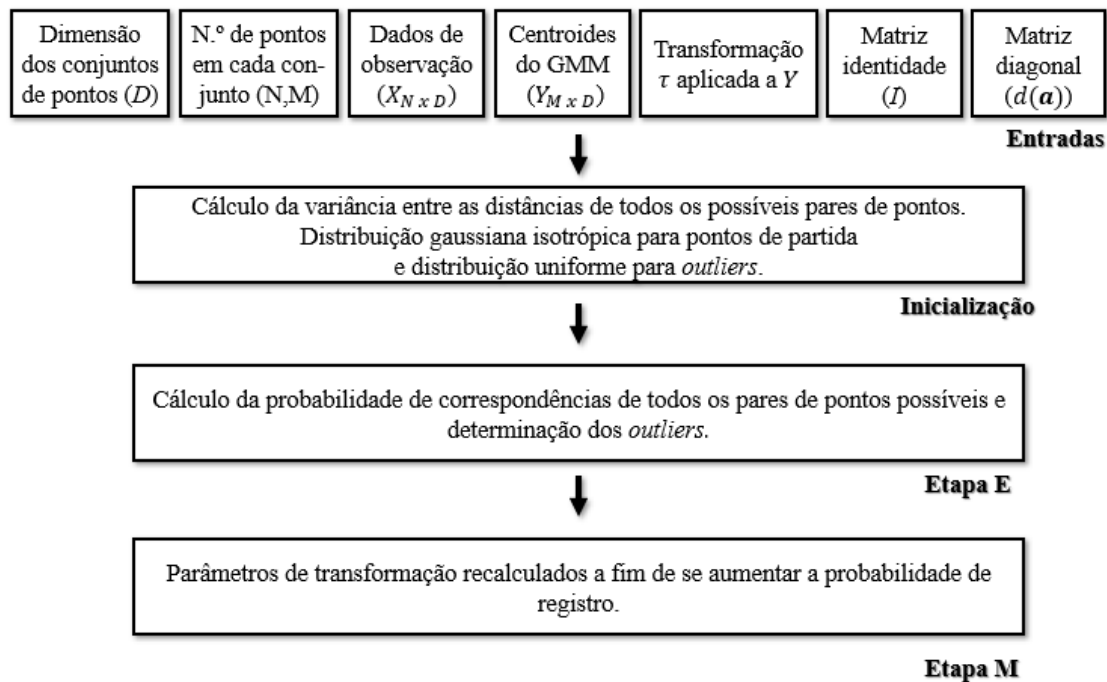 Dimensão
dos conjuntos
de pontos (D)
N.º de pontos
em cada con-
junto (N,M)
Dados de
observação
(X_{N x D})
Centroides
do GMM
(Y_{M x D})
Transformação
τ aplicada a Y
Matriz
identidade
(I)
Matriz
diagonal
(d(a))
Entradas
Cálculo da variância entre as distâncias de todos os possíveis pares de pontos.
Distribuição gaussiana isotrópica para pontos de partida
e distribuição uniforme para outliers.
Inicialização
Cálculo da probabilidade de correspondências de todos os pares de pontos possíveis e
determinação dos outliers.
Etapa E
Parâmetros de transformação recalculados a fim de se aumentar a probabilidade de
registro.
Etapa M